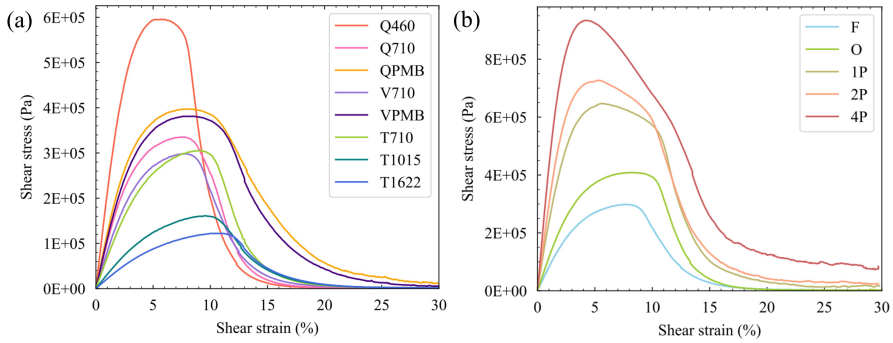 (a)
6E+05
5E+05
4E+05
3E+05
2E+05
1E+05
0E+00
Shear stress (Pa)
0 5 10 15 20 25 30
Shear strain (%)
Q460
Q710
QPMB
V710
VPMB
T710
T1015
T1622
(b)
8E+05
6E+05
4E+05
2E+05
0E+00
Shear stress (Pa)
0 5 10 15 20 25 30
Shear strain (%)
F
O
1P
2P
4P